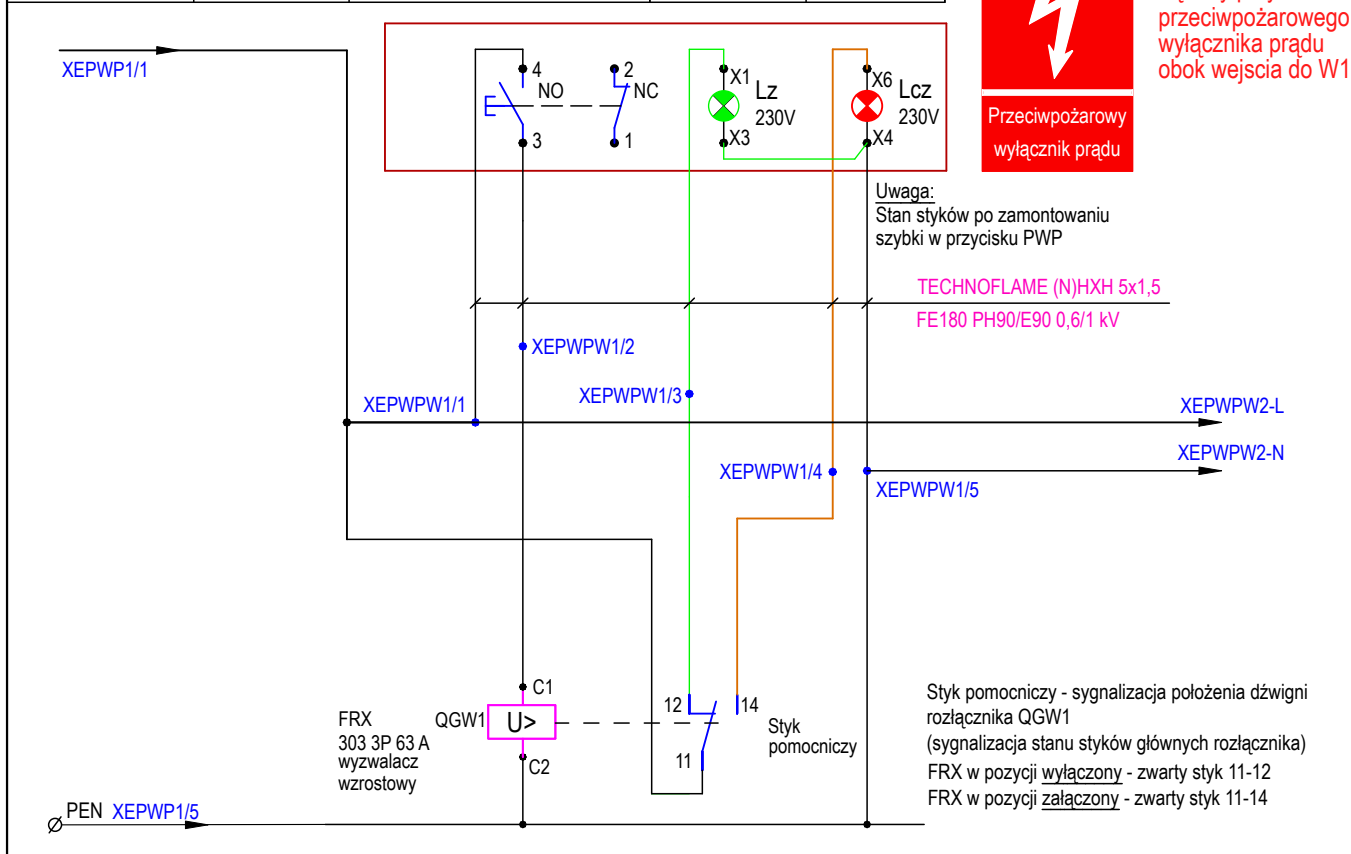 przeciwpożarowego
wyłącznika prądu
obok wejscia do W1
Przeciwpożarowy
wyłącznik prądu
XEPWP1/1
4
NO
3
2
NC
1
X1
Lz
230V
X3
X6
Lcz
230V
X4
Uwaga:
Stan styków po zamontowaniu
szybki w przycisku PWP
TECHNOFLAME (N)HXH 5x1,5
FE180 PH90/E90 0,6/1 kV
XEPWPW1/2
XEPWPW1/3
XEPWPW1/1
XEPWPW2-L
XEPWPW2-N
XEPWPW1/4
XEPWPW1/5
C1
QGW1
U>
C2
FRX
303 3P 63 A
wyzwalacz
wzrostowy
12
14
11
Styk
pomocniczy
Styk pomocniczy - sygnalizacja położenia dźwigni
rozłącznika QGW1
(sygnalizacja stanu styków głównych rozłącznika)
FRX w pozycji wyłączony - zwarty styk 11-12
FRX w pozycji załączony - zwarty styk 11-14
PEN XEPWP1/5